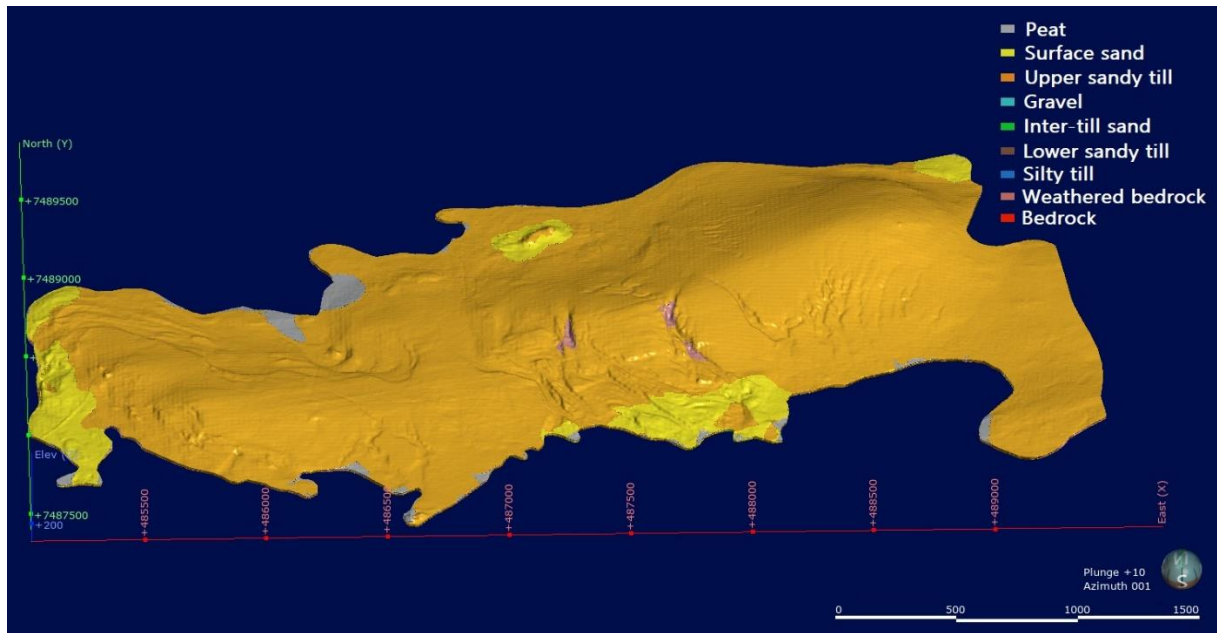 Peat
Surface sand
Upper sandy till
Gravel
Inter-till sand
Lower sandy till
Silty till
Weathered bedrock
Bedrock
North (Y)
+7489500
+7489000
Elev
+7487500
+200
+485500
+486000
+486500
+487000
+487500
+488000
+488500
+489000
East (X)
Plunge +10
Azimuth 001
S
0 500 1000 1500